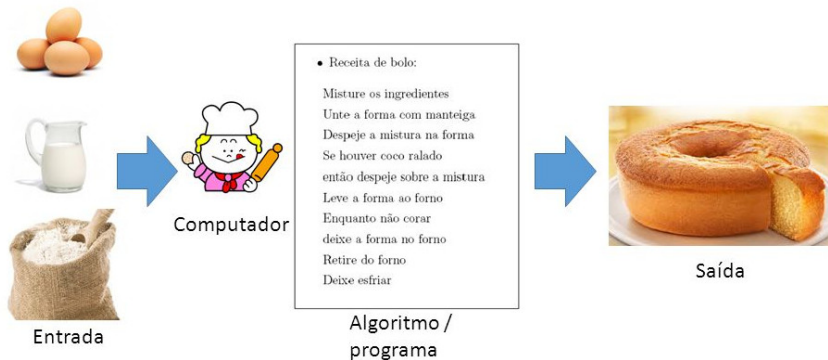 Entrada
Computador
• Receita de bolo:
Misture os ingredientes
Unte a forma com manteiga
Despeje a mistura na forma
Se houver coco ralado
então despeje sobre a mistura
Leve a forma ao forno
Enquanto não corar
deixe a forma no forno
Retire do forno
Deixe esfriar
Algoritmo /
programa
Saída